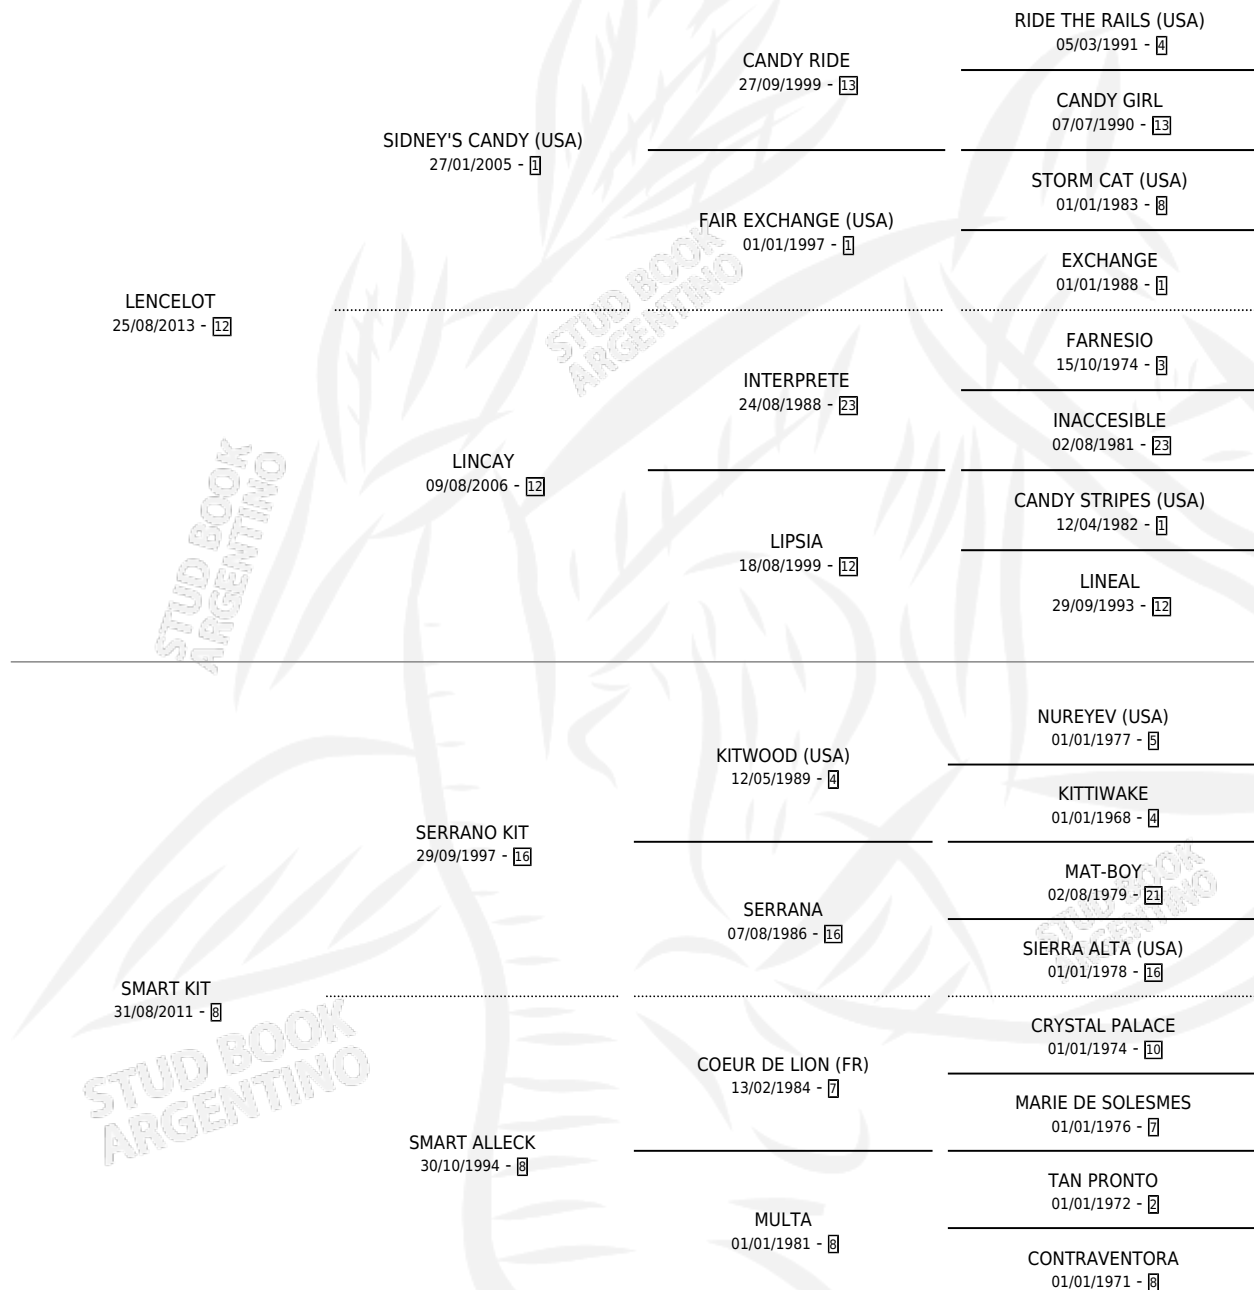 RIDE THE RAILS (USA)
05/03/1991 - 4
CANDY RIDE
27/09/1999 - 13
CANDY GIRL
07/07/1990 - 13
SIDNEY'S CANDY (USA)
27/01/2005 - 1
STORM CAT (USA)
01/01/1983 - 8
FAIR EXCHANGE (USA)
01/01/1997 - 1
EXCHANGE
01/01/1988 - 1
LENCELOT
25/08/2013 - 12
FARNESIO
15/10/1974 - 3
INTERPRETE
24/08/1988 - 23
INACCESIBLE
02/08/1981 - 23
LINCAY
09/08/2006 - 12
CANDY STRIPES (USA)
12/04/1982 - 1
LIPSIA
18/08/1999 - 12
LINEAL
29/09/1993 - 12
NUREYEV (USA)
01/01/1977 - 5
KITWOOD (USA)
12/05/1989 - 4
KITTIWAKE
01/01/1968 - 4
SERRANO KIT
29/09/1997 - 16
MAT-BOY
02/08/1979 - 21
SERRANA
07/08/1986 - 16
SIERRA ALTA (USA)
01/01/1978 - 16
SMART KIT
31/08/2011 - 8
CRYSTAL PALACE
01/01/1974 - 10
COEUR DE LION (FR)
13/02/1984 - 7
MARIE DE SOLESMES
01/01/1976 - 7
SMART ALLECK
30/10/1994 - 8
TAN PRONTO
01/01/1972 - 2
MULTA
01/01/1981 - 8
CONTRAVENTORA
01/01/1971 - 8
STUD BOOK
ARGENTINO
STUD BOOK
ARGENTINO
STUD BOOK
ARGENTINO
STUD BOOK
ARGENTINO